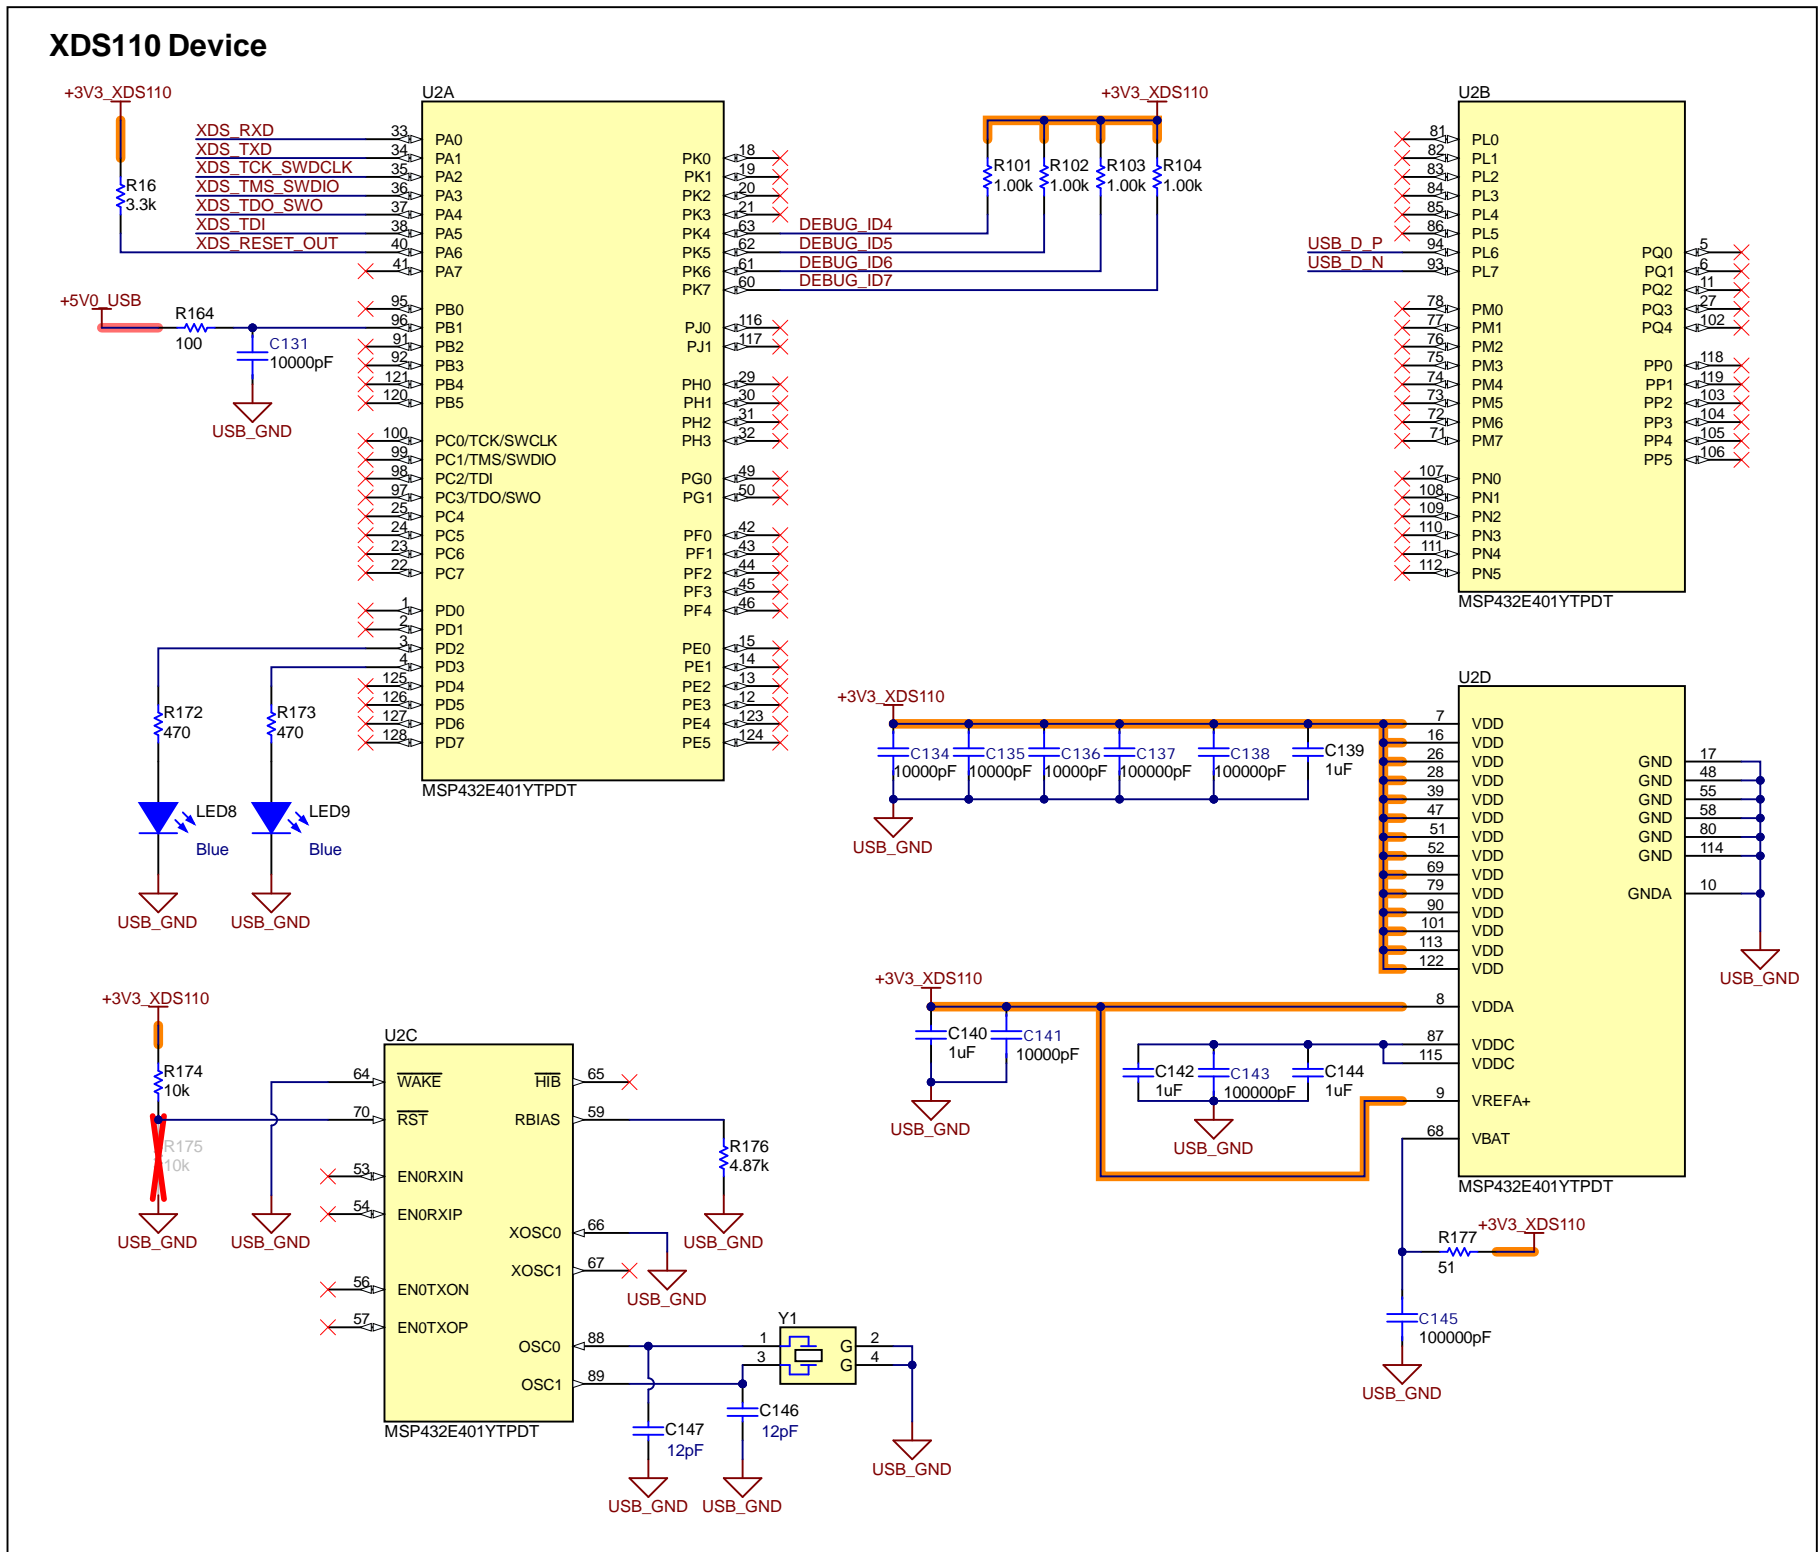 XDS110 Device
+3V3_XDS110
R16
3.3k
XDS_RXD
XDS_TXD
XDS_TCK_SWDCLK
XDS_TMS_SWDIO
XDS_TDO_SWO
XDS_TDI
XDS_RESET_OUT
+5V0_USB
R164
100
C131
10000pF
USB_GND
U2A
33 PA0
34 PA1
35 PA2
36 PA3
37 PA4
38 PA5
40 PA6
41 PA7
95 PB0
96 PB1
91 PB2
92 PB3
121 PB4
120 PB5
100 PC0/TCK/SWCLK
99 PC1/TMS/SWDIO
98 PC2/TDI
97 PC3/TDO/SWO
25 PC4
24 PC5
23 PC6
22 PC7
1 PD0
2 PD1
3 PD2
4 PD3
125 PD4
126 PD5
127 PD6
128 PD7
PK0 18
PK1 19
PK2 20
PK3 21
PK4 63
PK5 62
PK6 61
PK7 60
PJ0 116
PJ1 117
PH0 29
PH1 30
PH2 31
PH3 32
PG0 49
PG1 50
PF0 42
PF1 43
PF2 44
PF3 45
PF4 46
PE0 15
PE1 14
PE2 13
PE3 12
PE4 123
PE5 124
MSP432E401YTPDT
+3V3_XDS110
R101 R102 R103 R104
1.00k 1.00k 1.00k 1.00k
DEBUG_ID4
DEBUG_ID5
DEBUG_ID6
DEBUG_ID7
U2B
81 PL0
82 PL1
83 PL2
84 PL3
85 PL4
86 PL5
USB_D_P 94 PL6
USB_D_N 93 PL7
78 PM0
77 PM1
76 PM2
75 PM3
74 PM4
73 PM5
72 PM6
71 PM7
107 PN0
108 PN1
109 PN2
110 PN3
111 PN4
112 PN5
PQ0 5
PQ1 6
PQ2 11
PQ3 27
PQ4 102
PP0 118
PP1 119
PP2 103
PP3 104
PP4 105
PP5 106
MSP432E401YTPDT
R172
470
R173
470
LED8
Blue
LED9
Blue
USB_GND
USB_GND
+3V3_XDS110
C134 C135 C136 C137 C138 C139
10000pF 10000pF 10000pF 100000pF 100000pF 1uF
USB_GND
U2D
7 VDD
16 VDD
26 VDD
28 VDD
39 VDD
47 VDD
51 VDD
52 VDD
69 VDD
79 VDD
90 VDD
101 VDD
113 VDD
122 VDD
8 VDDA
87 VDDC
115 VDDC
9 VREFA+
68 VBAT
GND 17
GND 48
GND 55
GND 58
GND 80
GND 114
GNDA 10
USB_GND
MSP432E401YTPDT
+3V3_XDS110
C140 C141
1uF 10000pF
USB_GND
C142 C143 C144
1uF 100000pF 1uF
USB_GND
+3V3_XDS110
R177
51
C145
100000pF
USB_GND
+3V3_XDS110
R174
10k
R175
10k
USB_GND
USB_GND
U2C
64 WAKE
70 RST
53 EN0RXIN
54 EN0RXIP
56 EN0TXON
57 EN0TXOP
HIB 65
RBIAS 59
XOSC0 66
XOSC1 67
OSC0 88
OSC1 89
MSP432E401YTPDT
R176
4.87k
USB_GND
USB_GND
Y1
1 G 2
3 G 4
C147
12pF
C146
12pF
USB_GND
USB_GND
USB_GND